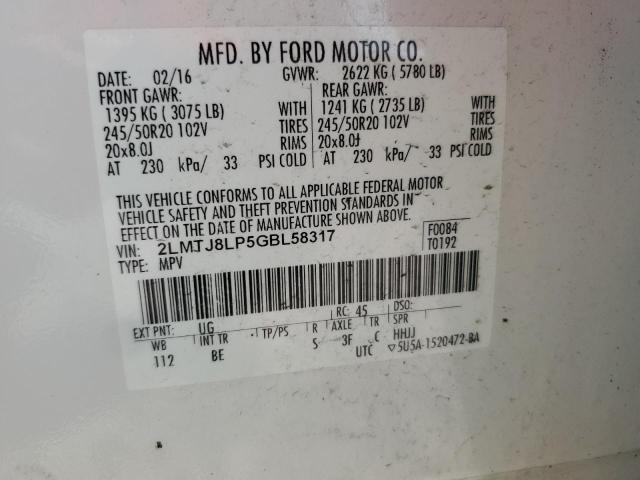 MFD. BY FORD MOTOR CO.
DATE: 02/16 GVWR: 2622 KG ( 5780 LB)
FRONT GAWR: REAR GAWR:
1395 KG ( 3075 LB) WITH 1241 KG ( 2735 LB) WITH
245/50R20 102V TIRES 245/50R20 102V TIRES
20x8.0J RIMS 20x8.0J RIMS
AT 230 kPa/ 33 PSI COLD AT 230 kPa/ 33 PSI COLD
THIS VEHICLE CONFORMS TO ALL APPLICABLE FEDERAL MOTOR
VEHICLE SAFETY AND THEFT PREVENTION STANDARDS IN
EFFECT ON THE DATE OF MANUFACTURE SHOWN ABOVE.
VIN: 2LMTJ8LP5GBL58317 F0084
TYPE: MPV T0192
EXT PNT: UG RC: 45 DSO:
WB INT TR TP/PS R AXLE TR SPR
112 BE S 3F C HHJJ
UTC ▽5U5A-1520472-BA